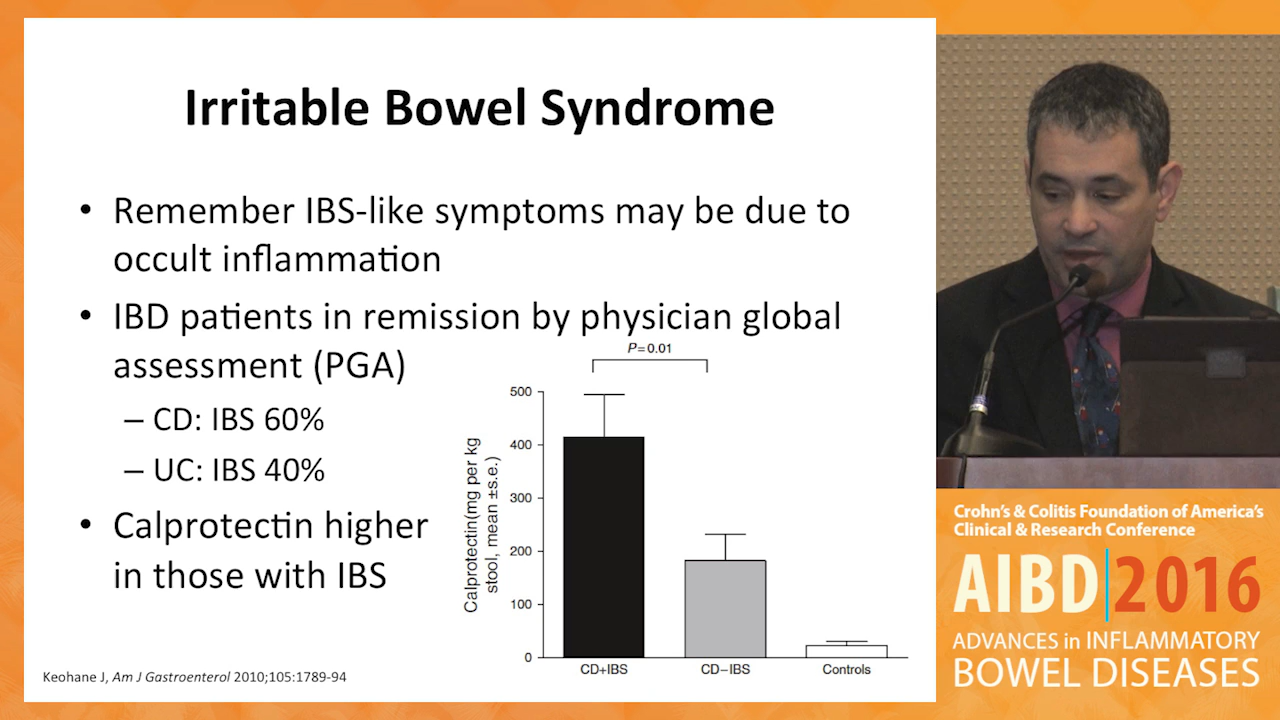 Irritable Bowel Syndrome
• Remember IBS-like symptoms may be due to
occult inflammation
• IBD patients in remission by physician global
assessment (PGA)
– CD: IBS 60%
– UC: IBS 40%
• Calprotectin higher
in those with IBS
P=0.01
Calprotectin(mg per kg
stool, mean ±s.e.)
500
400
300
200
100
0
CD+IBS
CD−IBS
Controls
Keohane J, Am J Gastroenterol 2010;105:1789-94
Crohn's & Colitis Foundation of America's
Clinical & Research Conference
AIBD|2016
ADVANCES in INFLAMMATORY
BOWEL DISEASES